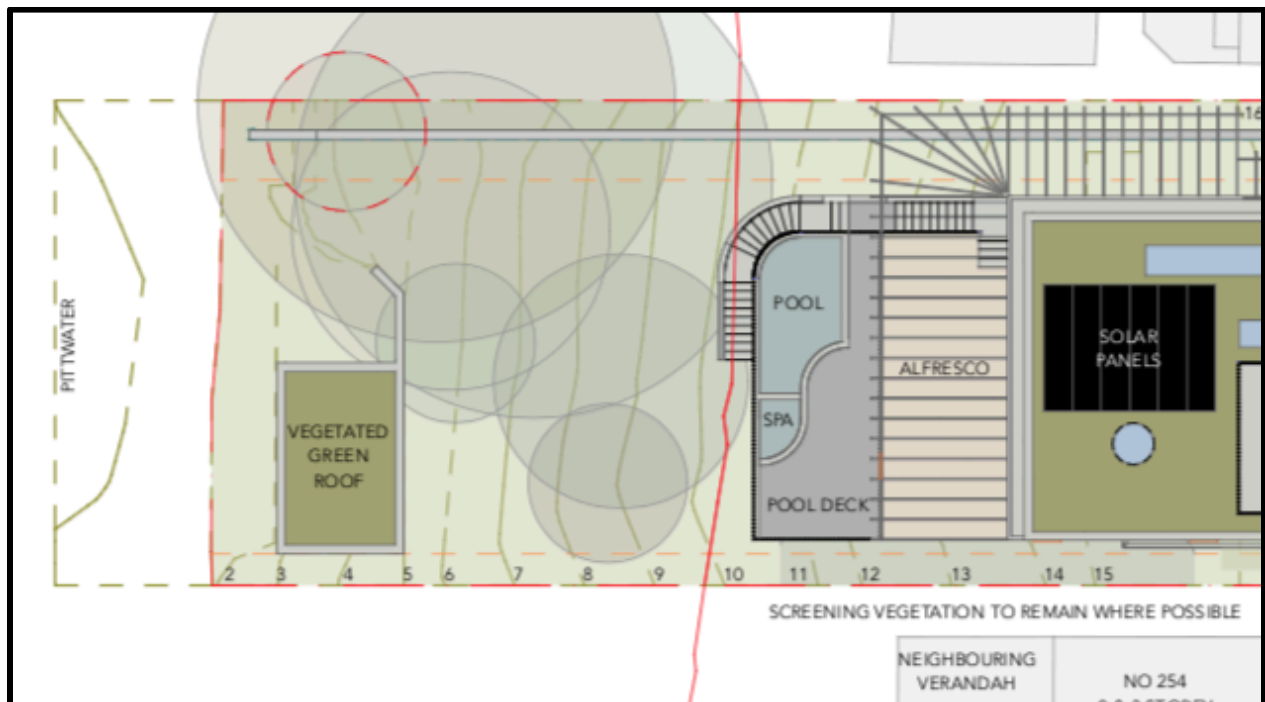 16
PITTWATER
POOL
SOLAR
PANELS
ALFRESCO
SPA
VEGETATED
GREEN
ROOF
POOL DECK
2 3 4 5 6 7 8 9 10 11 12 13 14 15
SCREENING VEGETATION TO REMAIN WHERE POSSIBLE
NEIGHBOURING
VERANDAH
NO 254